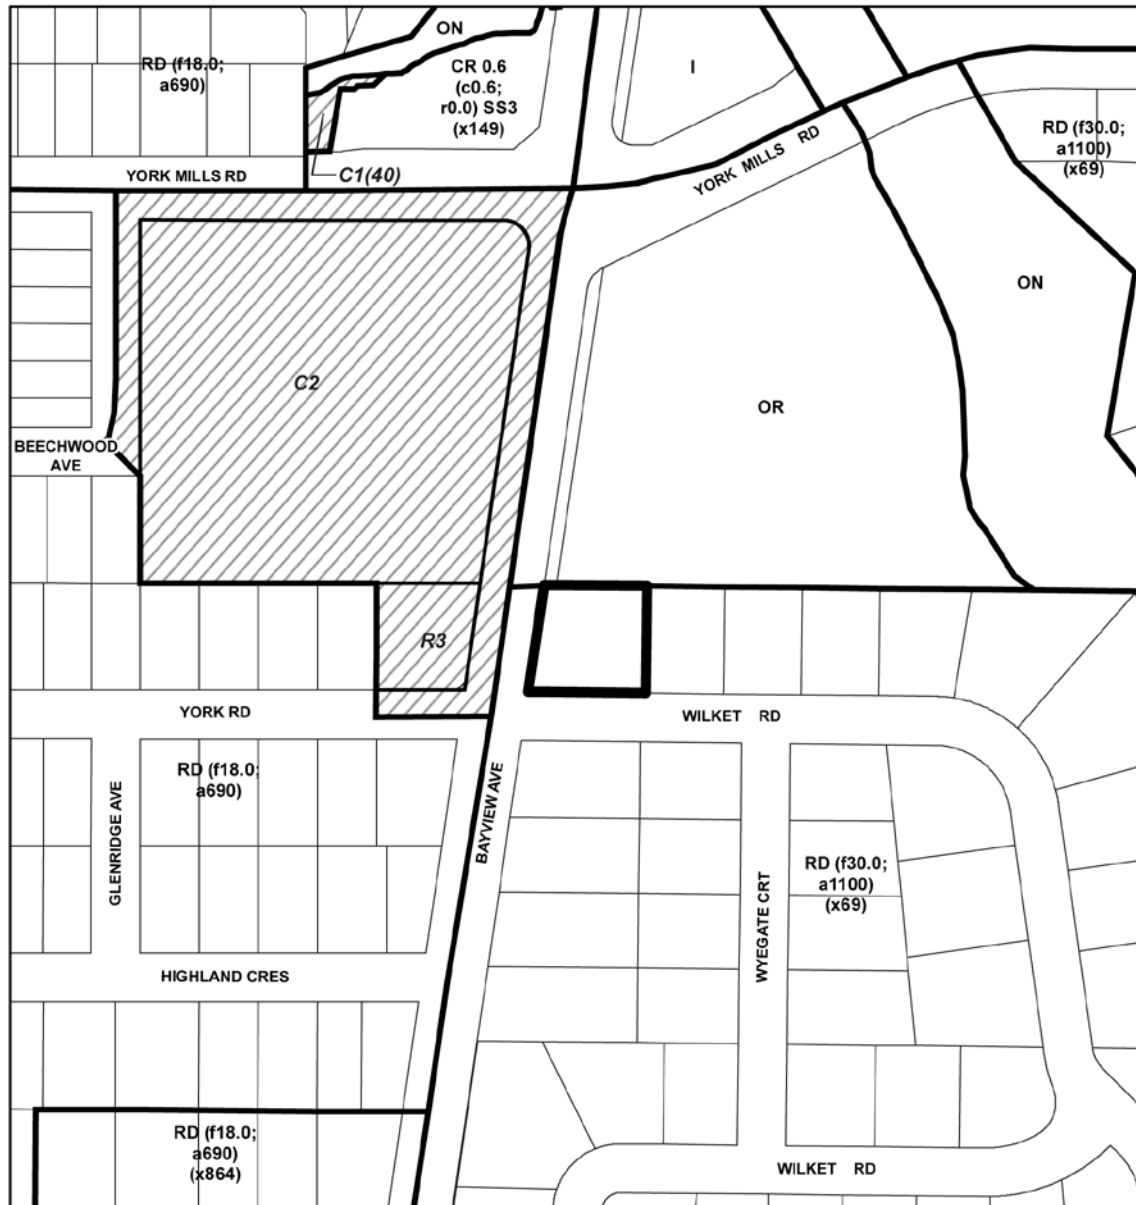 ON
RD (f18.0;
a690)
CR 0.6
(c0.6;
r0.0) SS3
(x149)
I
RD (f30.0;
a1100)
(x69)
YORK MILLS RD
YORK MILLS RD
C1(40)
ON
C2
OR
BEECHWOOD
AVE
R3
YORK RD
WILKET RD
RD (f18.0;
a690)
GLENRIDGE AVE
BAYVIEW AVE
RD (f30.0;
a1100)
(x69)
WYEGATE CRT
HIGHLAND CRES
RD (f18.0;
a690)
(x864)
WILKET RD